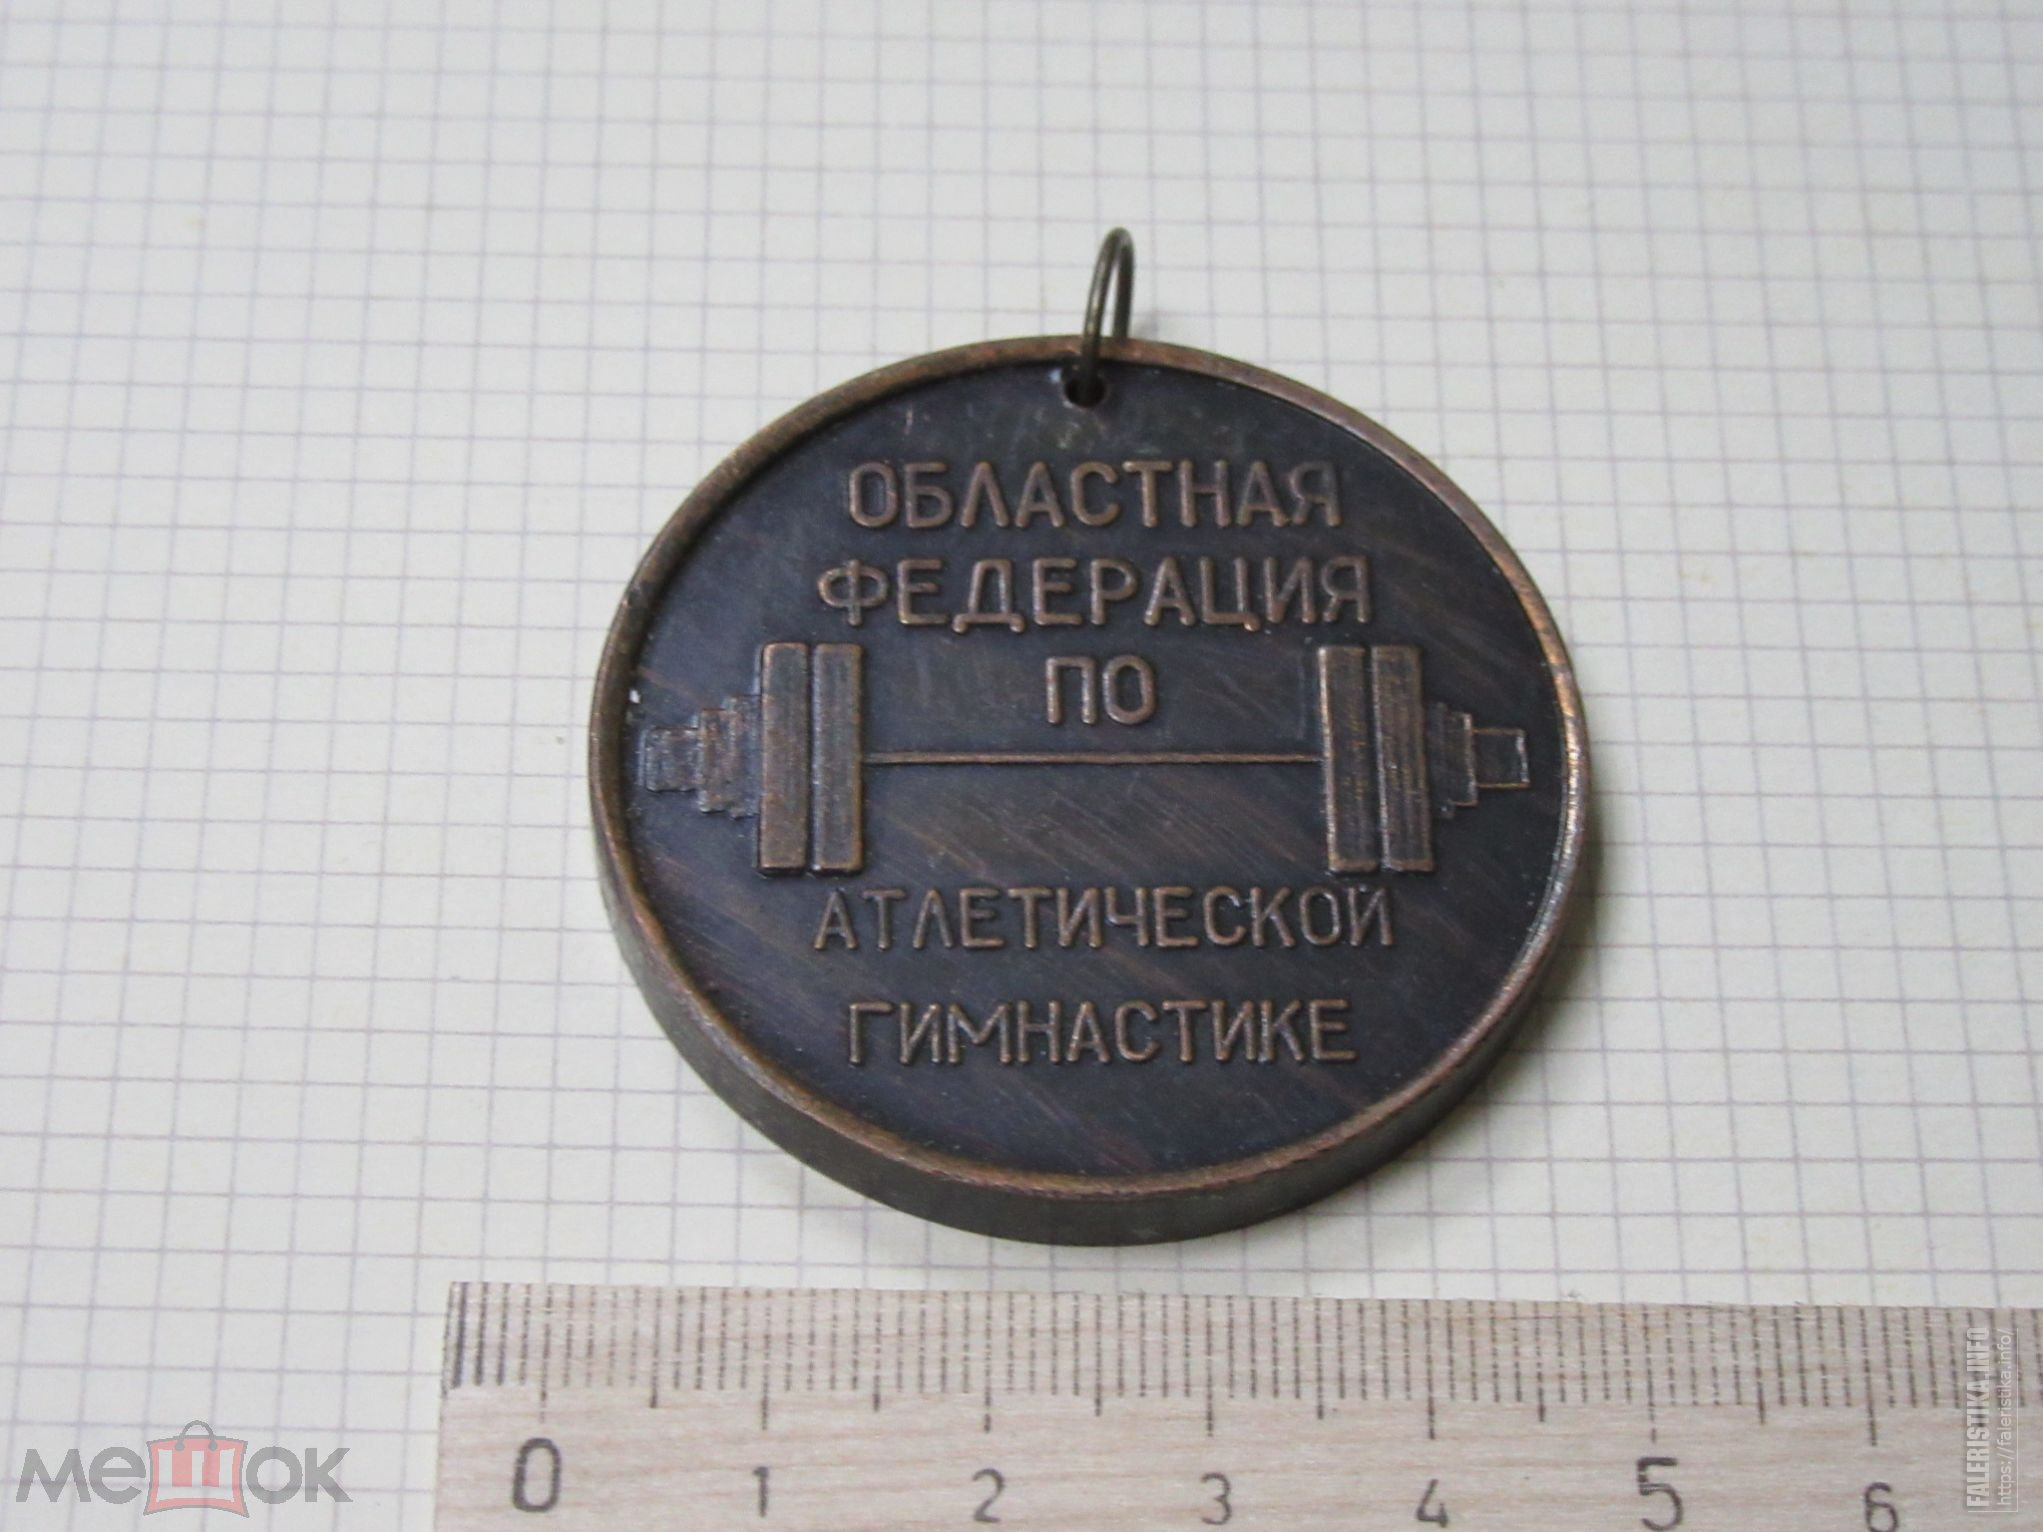 ОБЛАСТНАЯ
ФЕДЕРАЦИЯ
ПО
АТЛЕТИЧЕСКОЙ
ГИМНАСТИКЕ
0 1 2 3 4 5 6
мешок
FALERISTIKA.INFO
https://faleristika.info/